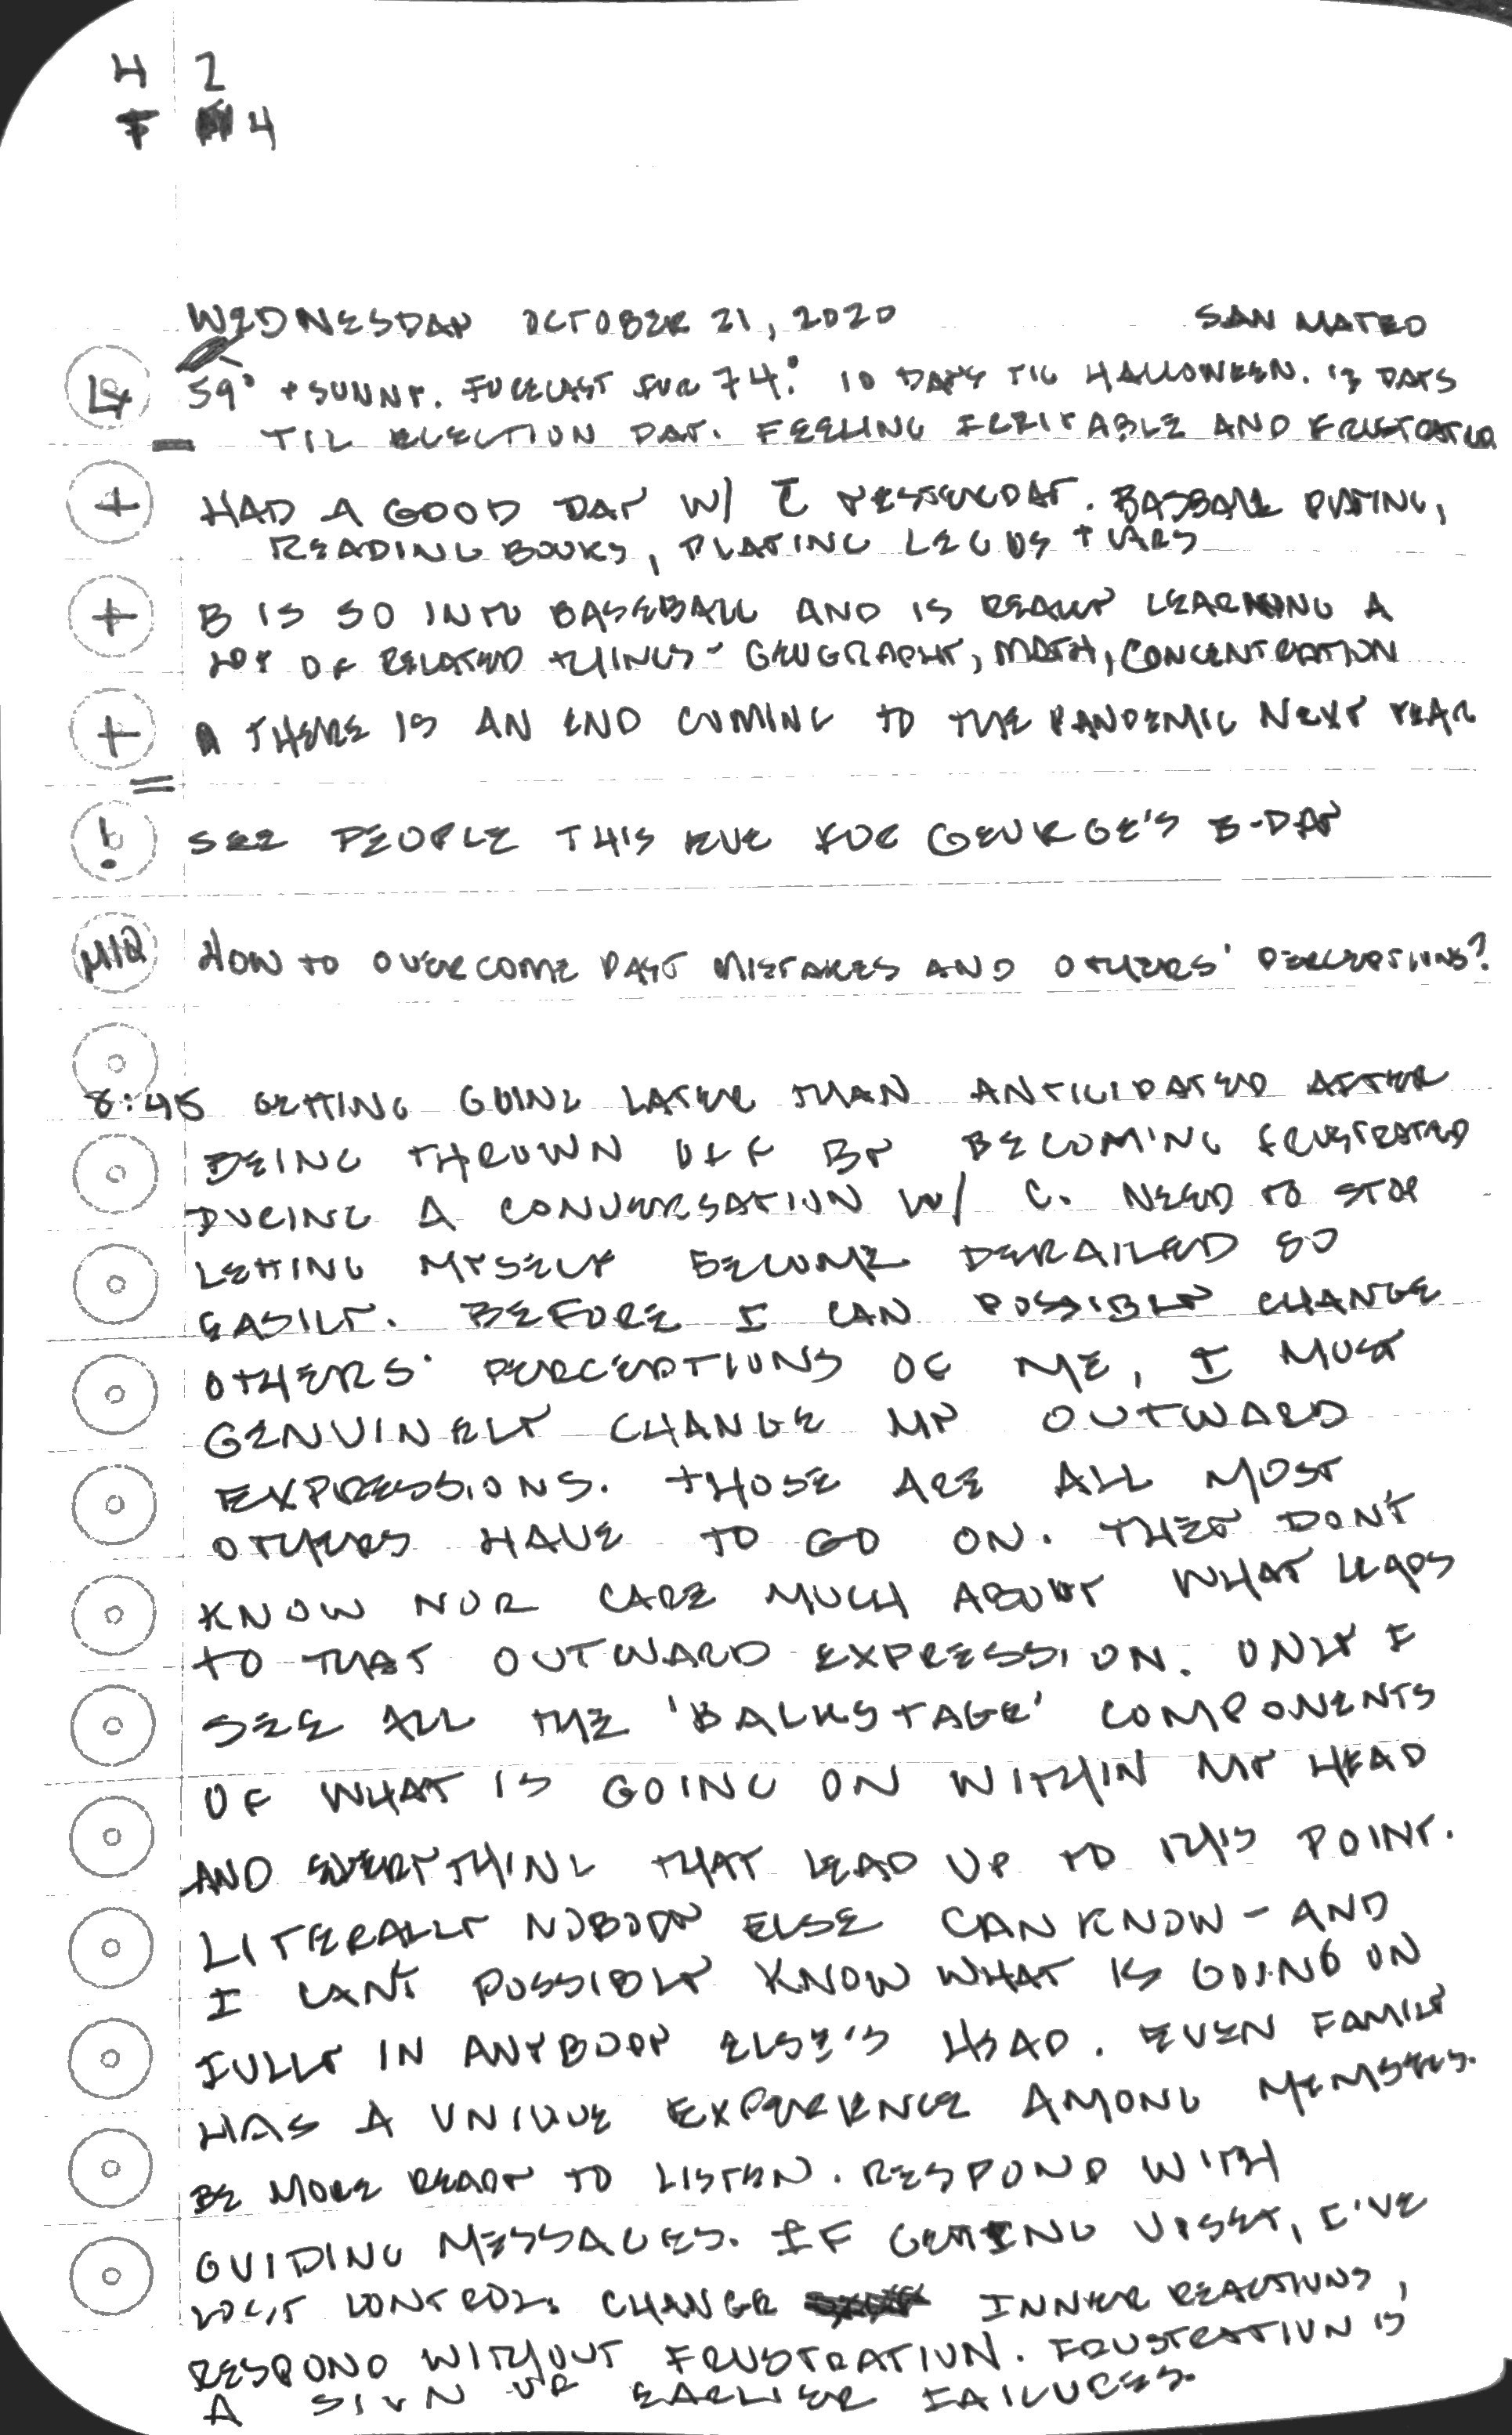 H 2
F 4
WEDNESDAY OCTOBER 21, 2020 SAN MATEO
L4 59° + SUNNY. FORECAST FOR 74°. 10 DAYS TIL HALLOWEEN. 13 DAYS
TIL ELECTION DAY. FEELING IRRITABLE AND FRUSTRATED
+ HAD A GOOD DAY W/ T YESTERDAY. BASBALL PLAYING,
READING BOOKS, PLAYING LEGOS + CARS
+ B IS SO INTO BASEBALL AND IS REALLY LEARNING A
LOT OF RELATED THINGS - GEOGRAPHY, MATH, CONCENTRATION
+ THERE IS AN END COMING TO THE PANDEMIC NEXT YEAR
! SEE PEOPLE THIS EVE FOR GEORGE'S B-DAY
MIQ HOW TO OVERCOME PAST MISTAKES AND OTHERS' PERCEPTIONS?
8:45 GETTING GOING LATER THAN ANTICIPATED AFTER
BEING THROWN OFF BY BECOMING FRUSTRATED
DURING A CONVERSATION W/ C. NEED TO STOP
LETTING MYSELF BECOME DERAILED SO
EASILY. BEFORE I CAN POSSIBLY CHANGE
OTHERS' PERCEPTIONS OF ME, I MUST
GENUINELY CHANGE MY OUTWARD
EXPRESSIONS. THOSE ARE ALL MOST
OTHERS HAVE TO GO ON. THEY DON'T
KNOW NOR CARE MUCH ABOUT WHAT LEADS
TO THAT OUTWARD EXPRESSION. ONLY I
SEE ALL THE 'BACKSTAGE' COMPONENTS
OF WHAT IS GOING ON WITHIN MY HEAD
AND EVERYTHING THAT LEAD UP TO THIS POINT.
LITERALLY NOBODY ELSE CAN KNOW - AND
I CAN'T POSSIBLY KNOW WHAT IS GOING ON
FULLY IN ANYBODY ELSE'S HEAD. EVEN FAMILY
HAS A UNIQUE EXPERIENCE AMONG MEMBERS.
BE MORE READY TO LISTEN. RESPOND WITH
GUIDING MESSAGES. IF GETTING UPSET, I'VE
LOST CONTROL. CHANGE INNER REACTIONS,
RESPOND WITHOUT FRUSTRATION. FRUSTRATION IS
A SIGN OF EARLIER FAILURES.